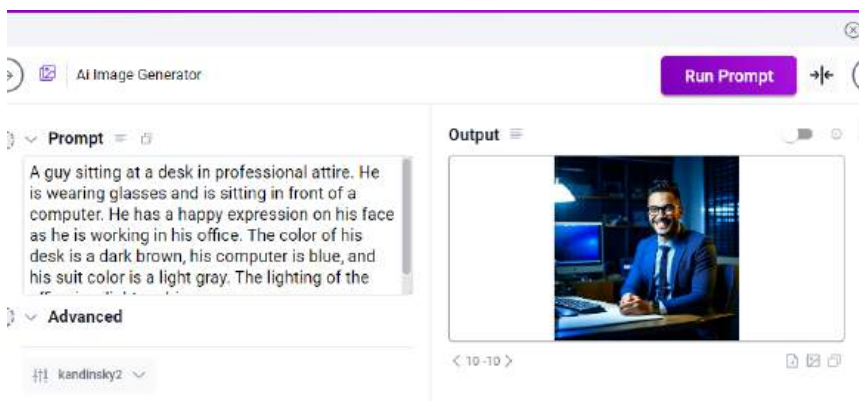 Ai Image Generator
Run Prompt
Prompt
A guy sitting at a desk in professional attire. He
is wearing glasses and is sitting in front of a
computer. He has a happy expression on his face
as he is working in his office. The color of his
desk is a dark brown, his computer is blue, and
his suit color is a light gray. The lighting of the
Advanced
kandinsky2
Output
< 10 -10 >